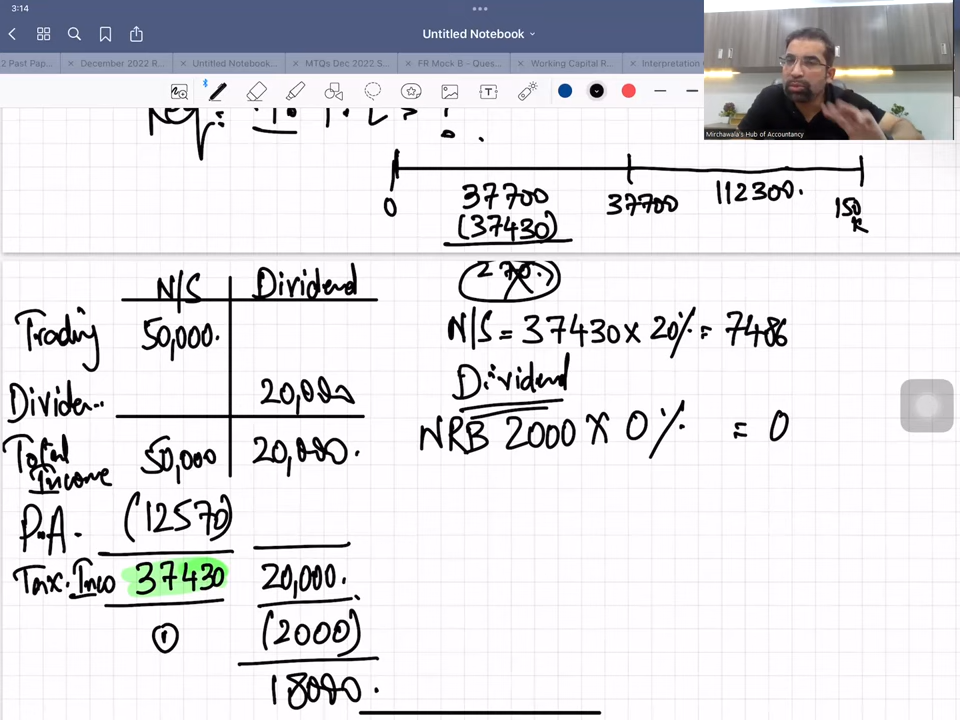 3:14
Untitled Notebook
2 Past Pap...
December 2022 R...
Untitled Notebook...
MTQs Dec 2022 S...
FR Mock B - Ques...
Working Capital R...
Interpretation
Mirchawala's Hub of Accountancy
Req:
?
0
37700
(37430)
37700
112300.
150 K
270
N/S
Dividend
Trading 50,000.
Dividen.. 20,000
Total Income 50,000 20,000.
P.A. (12570)
Tax. Inco 37430 20,000.
① (2000)
18000.
N/S = 37430 x 20% = 7486
Dividend
NRB 2000 x 0% = 0